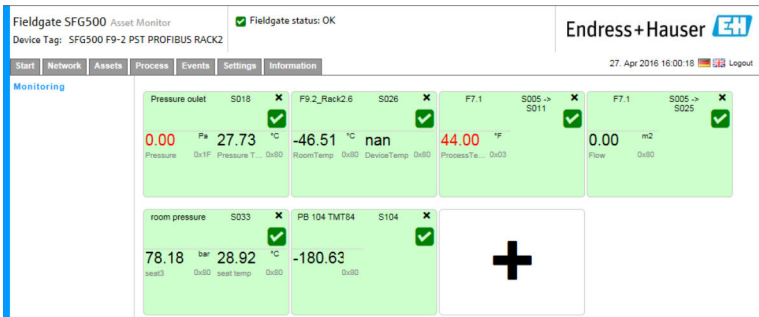 Fieldgate SFG500 Asset Monitor
Device Tag: SFG500 F9-2 PST PROFIBUS RACK2
Fieldgate status: OK
Endress+Hauser EH
Start Network Assets Process Events Settings Information
27. Apr 2016 16:00:18 Logout
Monitoring
Pressure oulet S018
0.00 Pa 27.73 °C
Pressure 0x1F Pressure T... 0x80
F9.2_Rack2.6 S026
-46.51 °C nan
RoomTemp 0x80 DeviceTemp 0x80
F7.1 S005 ->
S011
44.00 °F
ProcessTe... 0x03
F7.1 S005 ->
S025
0.00 m2
Flow 0x80
room pressure S033
78.18 bar 28.92 °C
seat3 0x80 seat temp 0x80
PB 104 TMT84 S104
-180.63
0x80